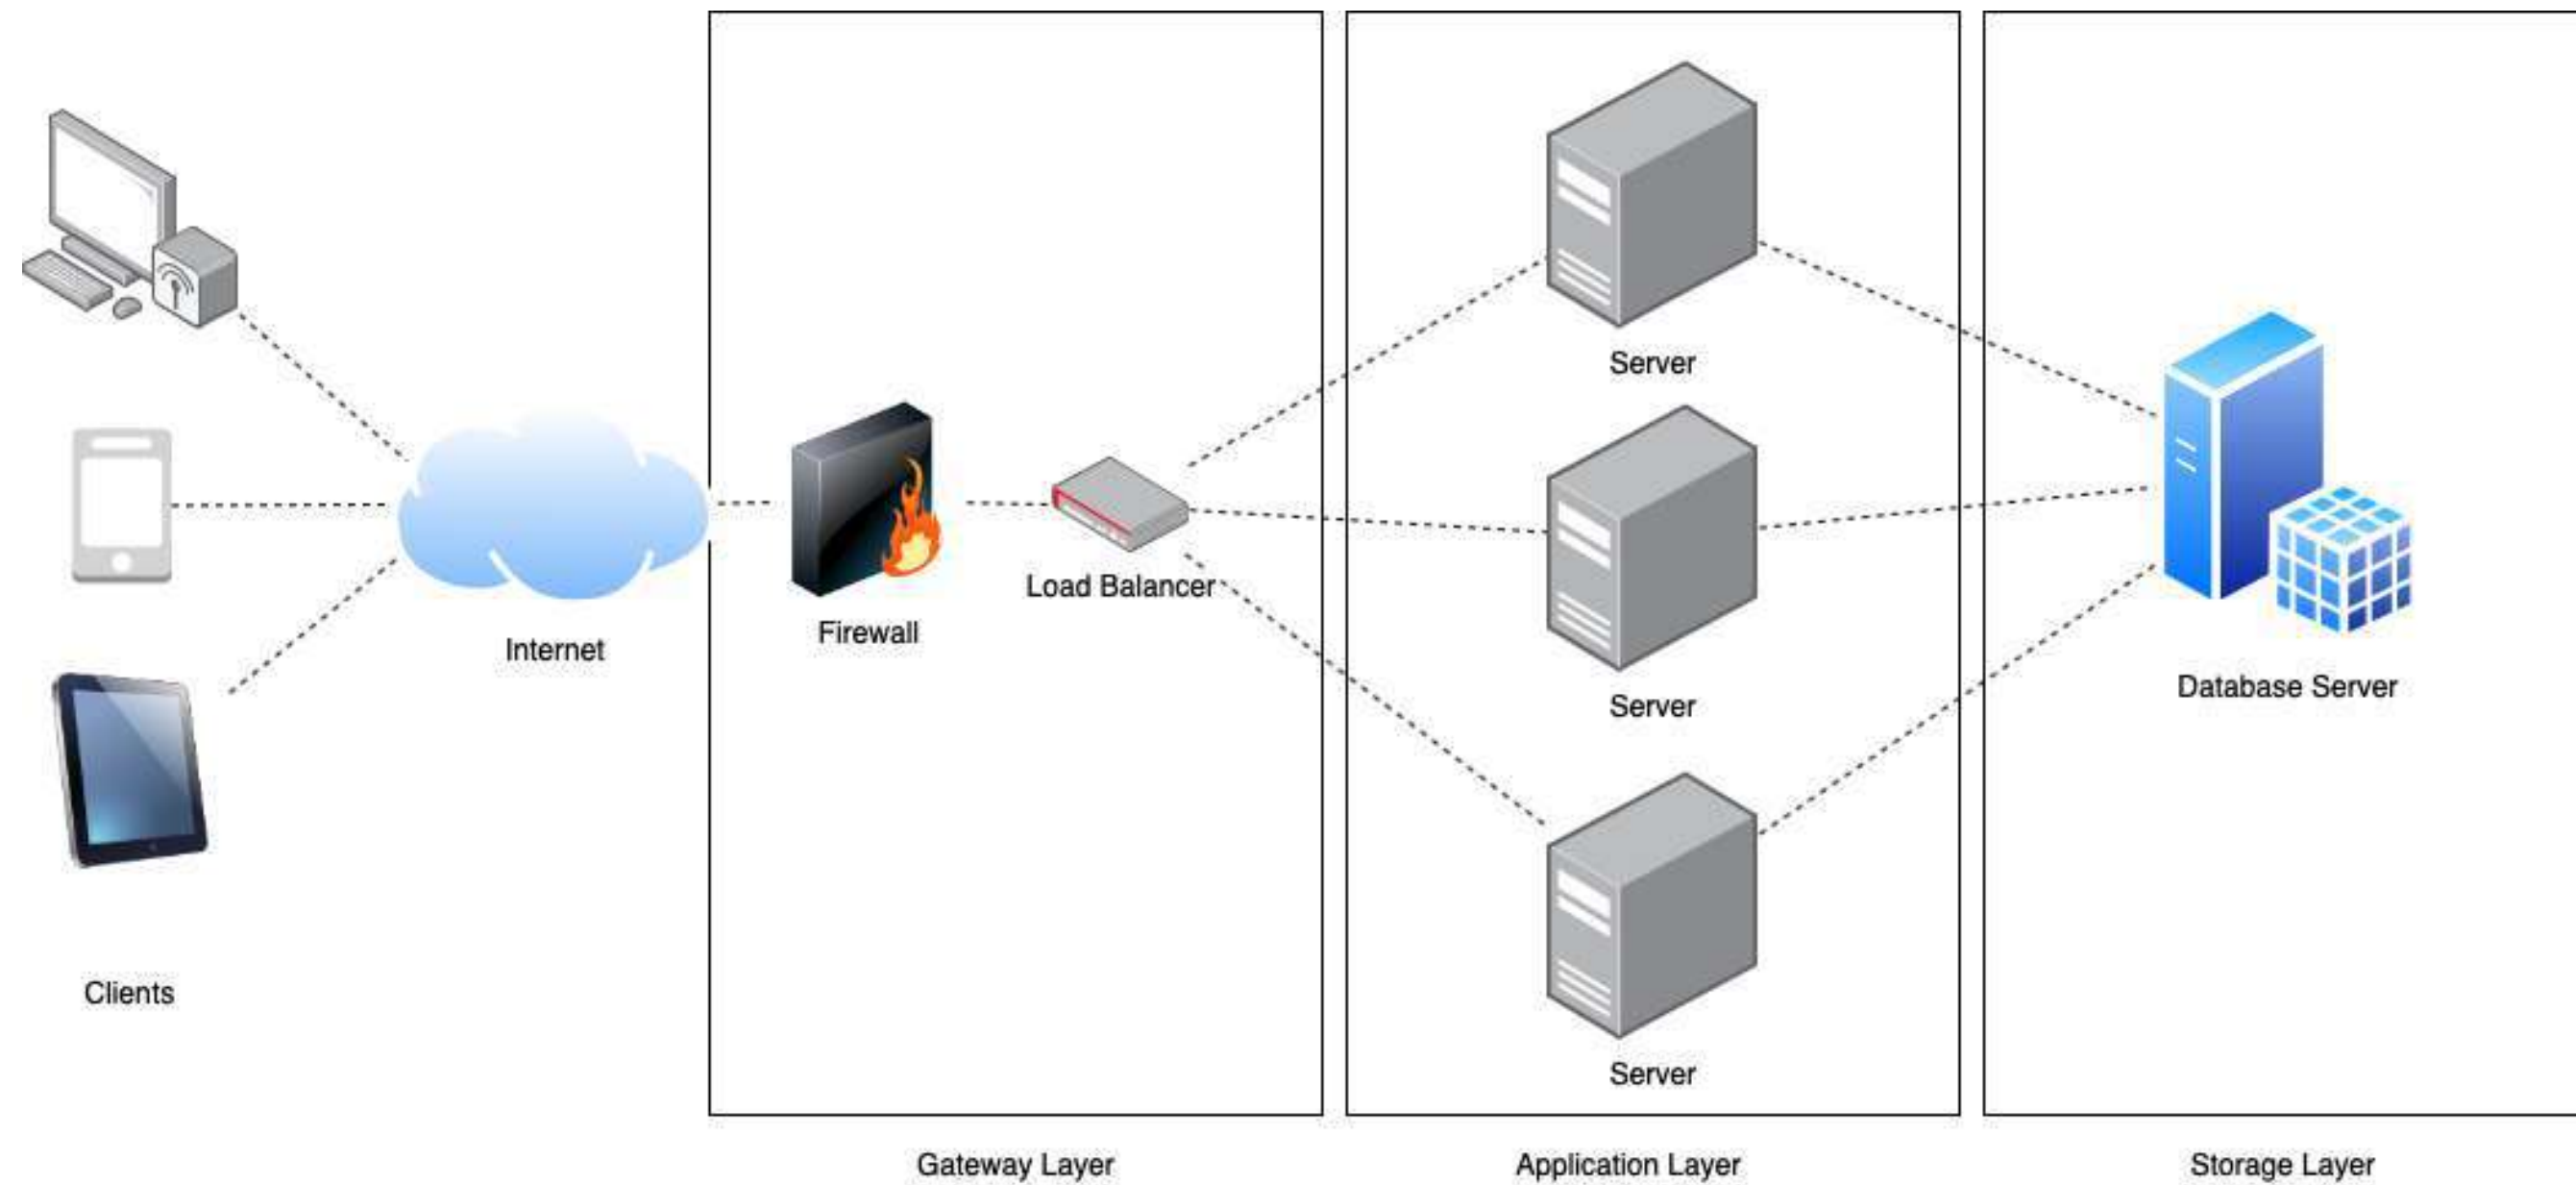 Clients
Internet
Firewall
Load Balancer
Server
Server
Server
Database Server
Gateway Layer
Application Layer
Storage Layer